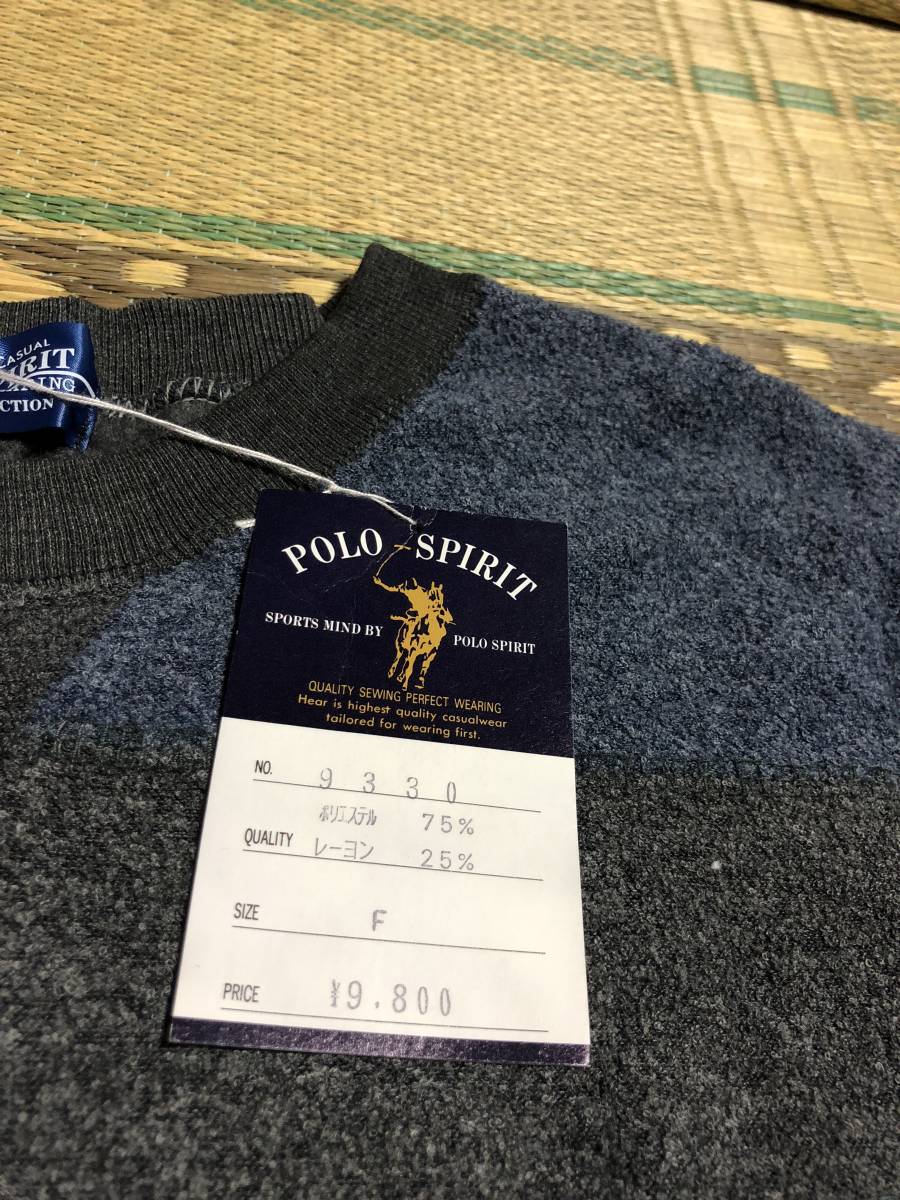 CASUAL
CTION
POLO SPIRIT
SPORTS MIND BY POLO SPIRIT
QUALITY SEWING PERFECT WEARING
Hear is highest quality casualwear
tailored for wearing first.
NO. 9330
QUALITY ポリエステル 75%
レーヨン 25%
SIZE F
PRICE ¥9.800